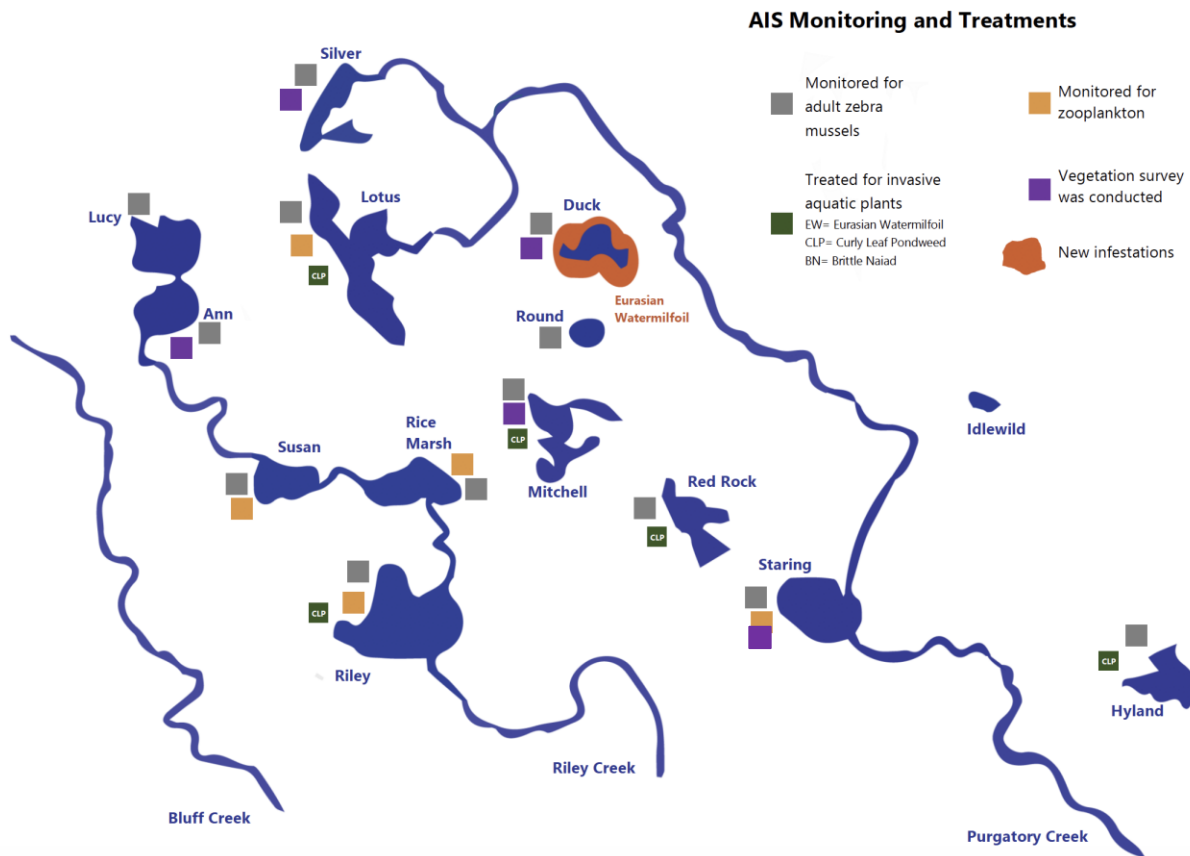 AIS Monitoring and Treatments
Monitored for
adult zebra
mussels
Monitored for
zooplankton
Treated for invasive
aquatic plants
EW= Eurasian Watermilfoil
CLP= Curly Leaf Pondweed
BN= Brittle Naiad
Vegetation survey
was conducted
New infestations
Silver
Lotus
CLP
Lucy
Ann
Duck
Eurasian
Watermilfoil
Round
Idlewild
Susan
Rice
Marsh
CLP
Mitchell
Red Rock
CLP
Staring
CLP
Riley
CLP
Hyland
Riley Creek
Bluff Creek
Purgatory Creek